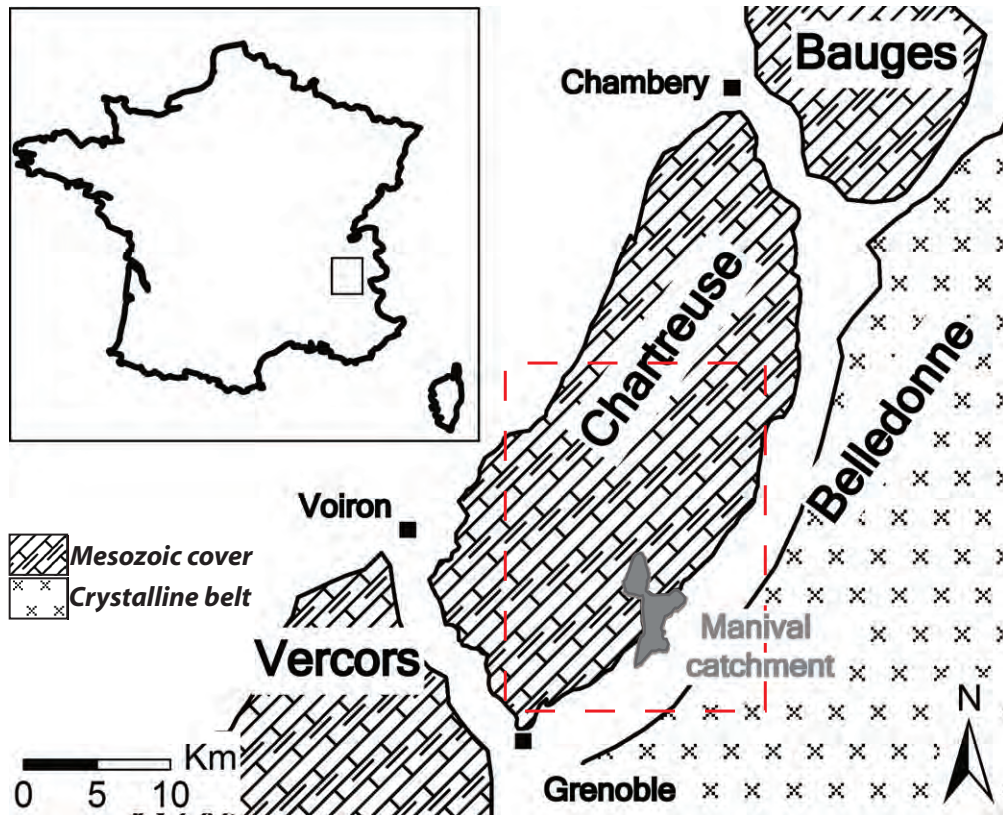 Bauges
Chambery
Chartreuse
Belledonne
Voiron
Mesozoic cover
Crystalline belt
Vercors
Manival
catchment
N
Km
0 5 10
Grenoble